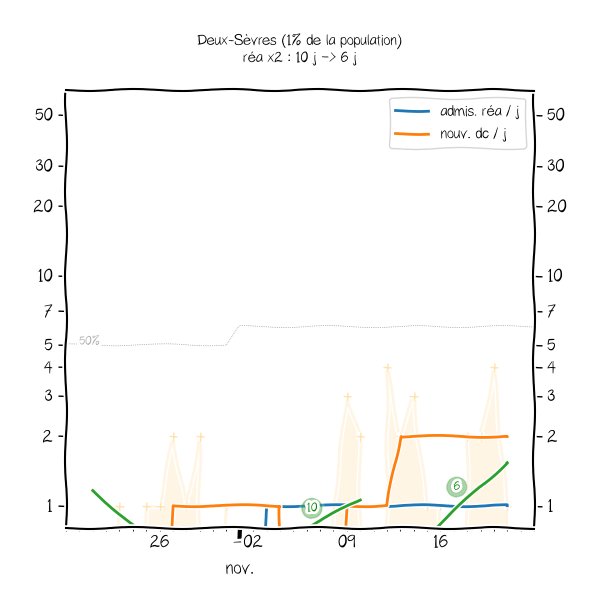 Deux-Sèvres (1% de la population)
réa x2 : 10 j -> 6 j
admis. réa / j
nouv. dc / j
50 50
30 30
20 20
10 10
7 7
50%
5 5
4 4
3 3
2 2
6
10
1 1
26 02 09 16
nov.